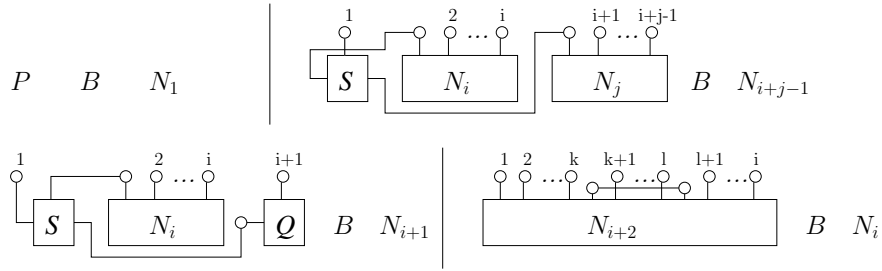 1 2 ... i i+1 ... i+j-1
P B N_1 S N_i N_j B N_{i+j-1}
1 2 ... i i+1 1 2 ... k k+1 ... l l+1 ... i
S N_i Q B N_{i+1} N_{i+2} B N_i